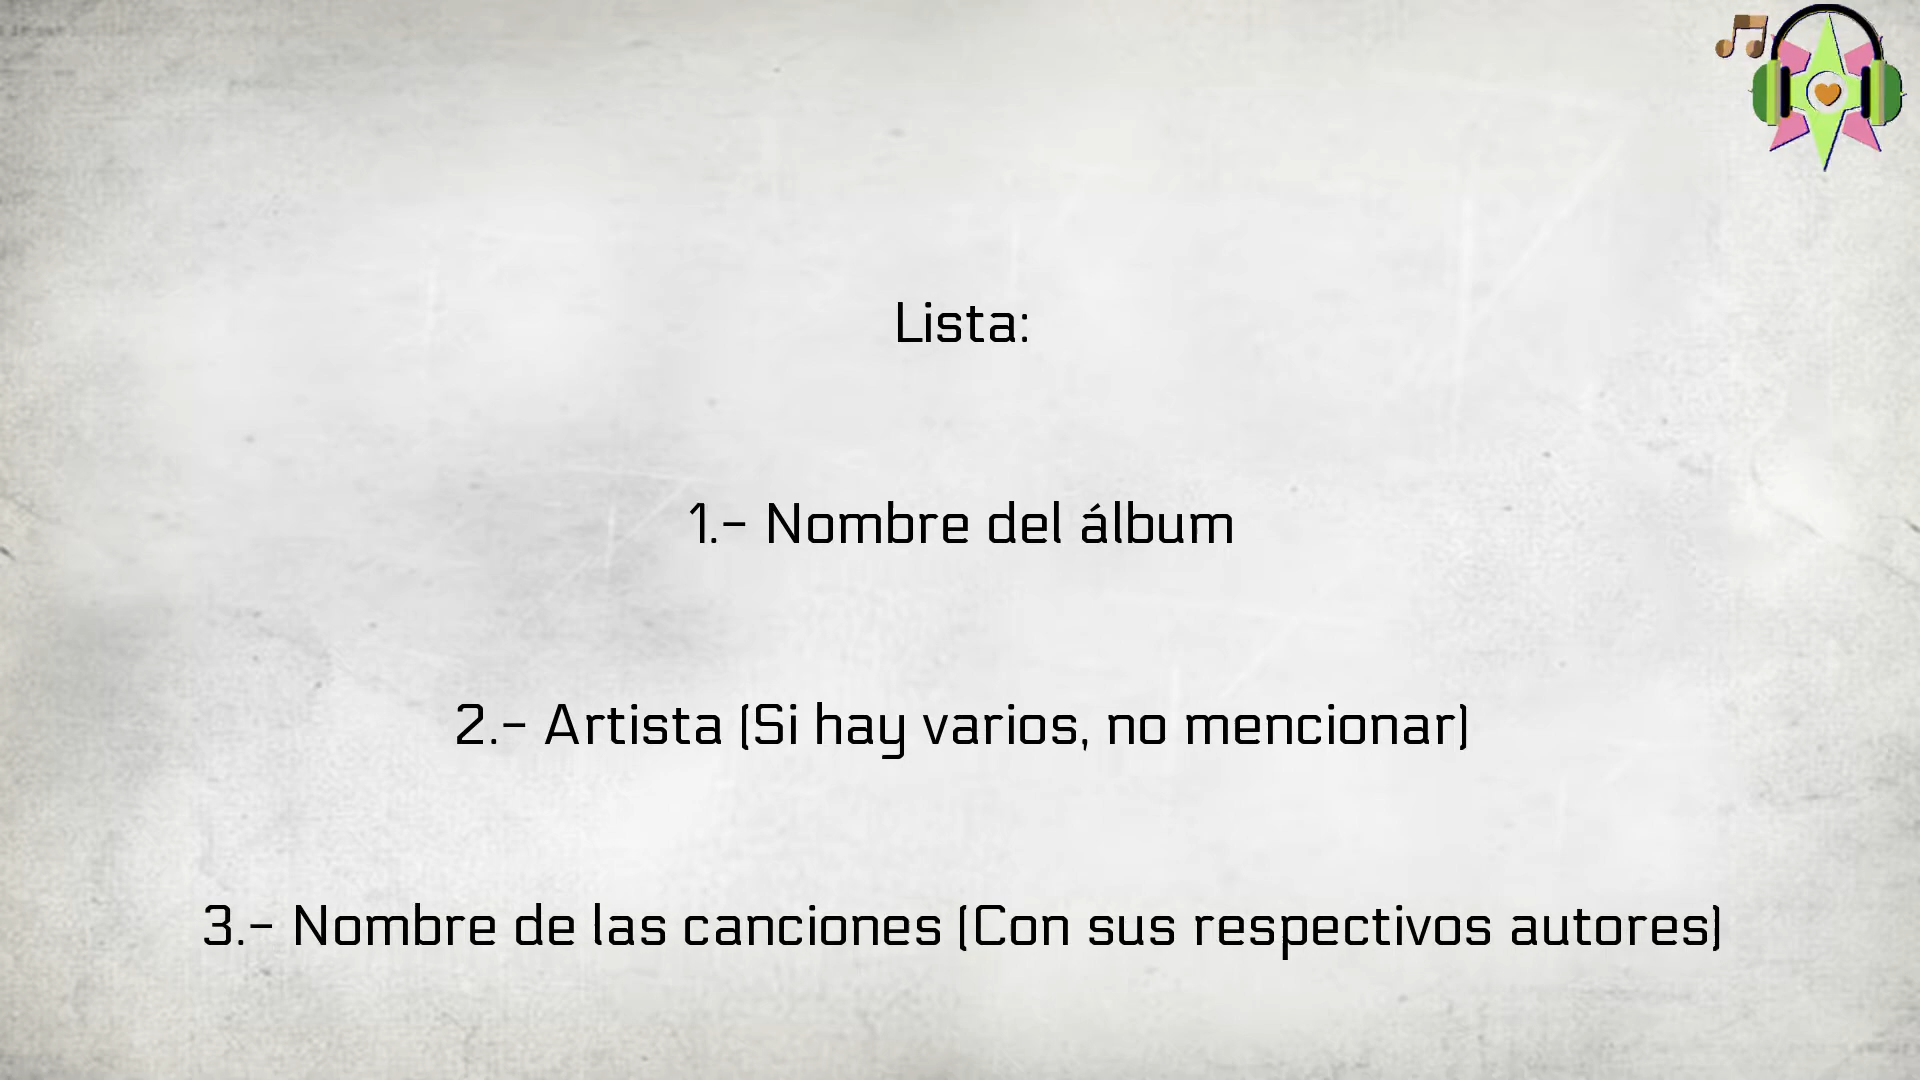 Lista:
1.- Nombre del álbum
2.- Artista (Si hay varios, no mencionar)
3.- Nombre de las canciones (Con sus respectivos autores)